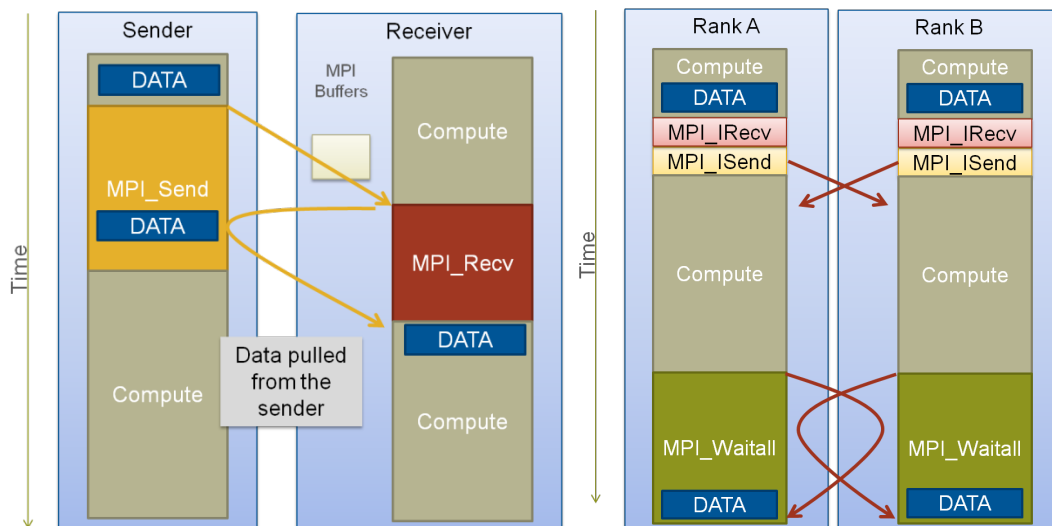 Sender
Receiver
Time
DATA
MPI
Buffers
Compute
MPI_Send
DATA
MPI_Recv
DATA
Data pulled
from the
sender
Compute
Compute
Rank A
Rank B
Time
Compute
Compute
DATA
DATA
MPI_IRecv
MPI_IRecv
MPI_ISend
MPI_ISend
Compute
Compute
MPI_Waitall
MPI_Waitall
DATA
DATA